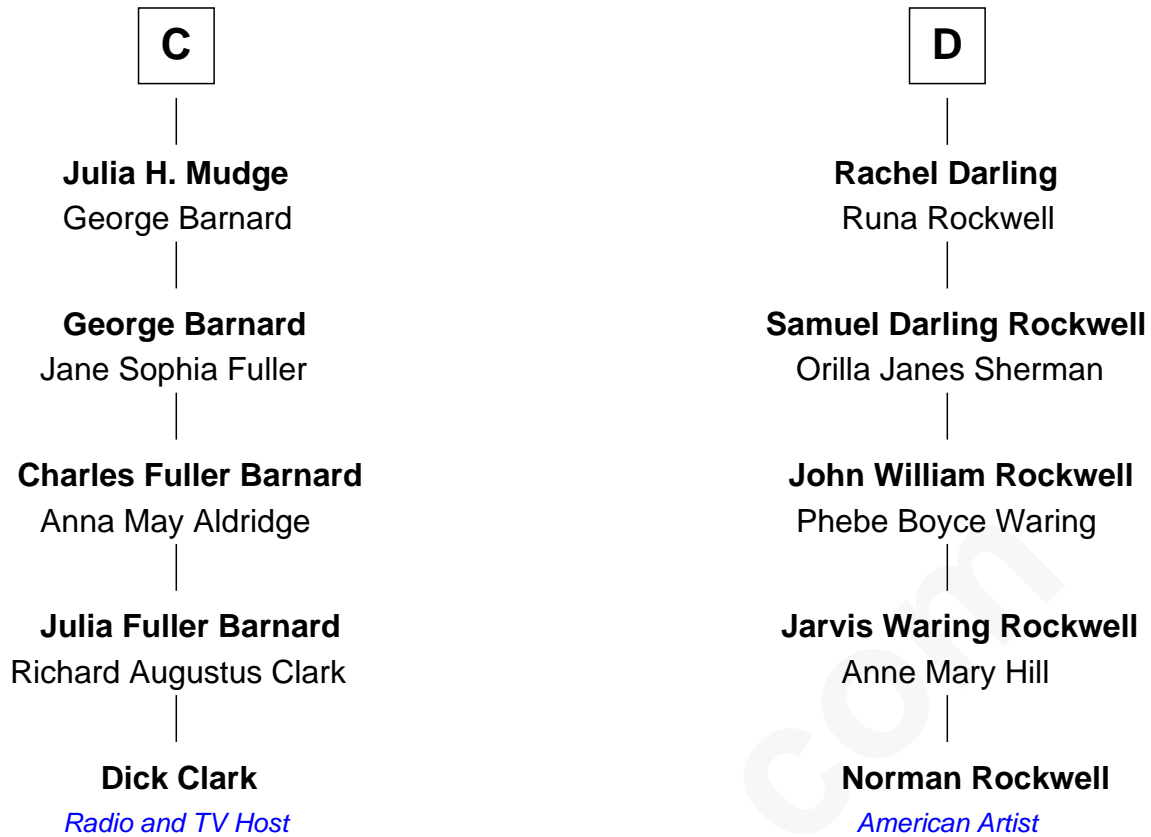 C
Julia H. Mudge
George Barnard
George Barnard
Jane Sophia Fuller
Charles Fuller Barnard
Anna May Aldridge
Julia Fuller Barnard
Richard Augustus Clark
Dick Clark
Radio and TV Host
D
Rachel Darling
Runa Rockwell
Samuel Darling Rockwell
Orilla Janes Sherman
John William Rockwell
Phebe Boyce Waring
Jarvis Waring Rockwell
Anne Mary Hill
Norman Rockwell
American Artist
com